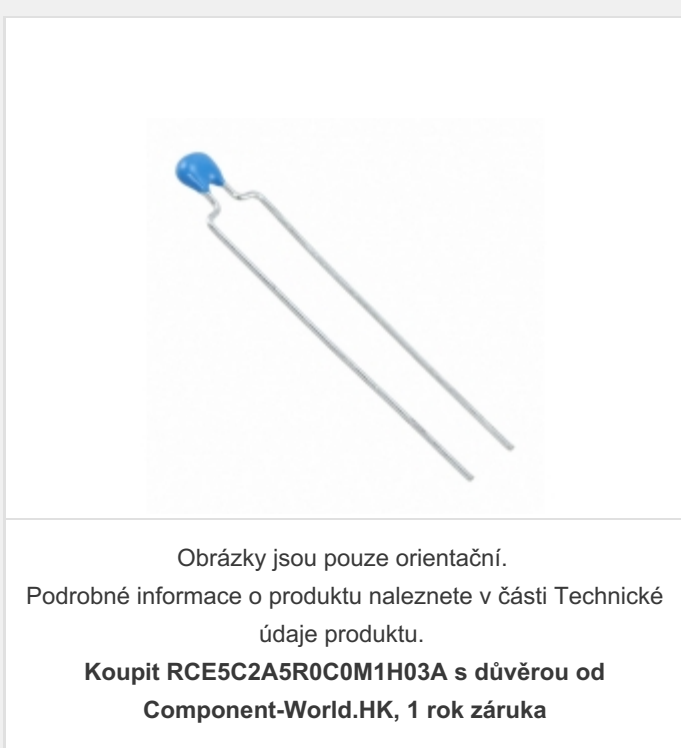 Obrázky jsou pouze orientační.
Podrobné informace o produktu naleznete v části Technické
údaje produktu.
Koupit RCE5C2A5R0C0M1H03A s důvěrou od
Component-World.HK, 1 rok záruka